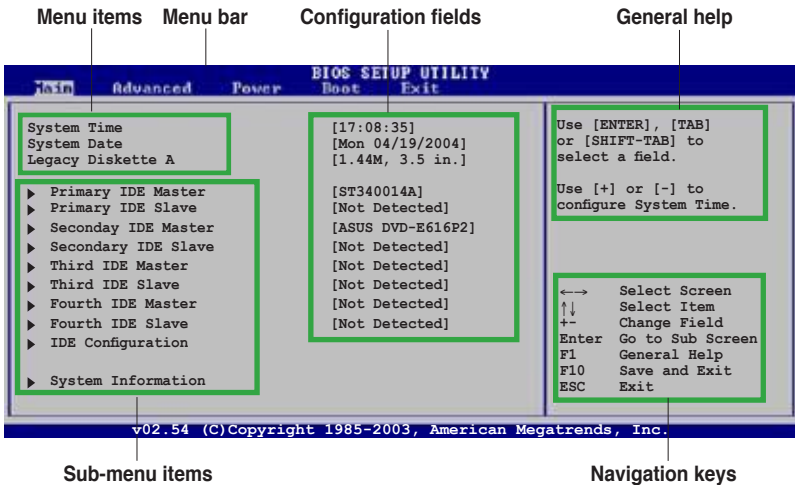 Menu items Menu bar Configuration fields General help
BIOS SETUP UTILITY
Main Advanced Power Boot Exit
System Time [17:08:35]
System Date [Mon 04/19/2004]
Legacy Diskette A [1.44M, 3.5 in.]
Primary IDE Master [ST340014A]
Primary IDE Slave [Not Detected]
Seconday IDE Master [ASUS DVD-E616P2]
Secondary IDE Slave [Not Detected]
Third IDE Master [Not Detected]
Third IDE Slave [Not Detected]
Fourth IDE Master [Not Detected]
Fourth IDE Slave [Not Detected]
IDE Configuration
System Information
Use [ENTER], [TAB]
or [SHIFT-TAB] to
select a field.
Use [+] or [-] to
configure System Time.
←→ Select Screen
↑↓ Select Item
+- Change Field
Enter Go to Sub Screen
F1 General Help
F10 Save and Exit
ESC Exit
v02.54 (C)Copyright 1985-2003, American Megatrends, Inc.
Sub-menu items Navigation keys